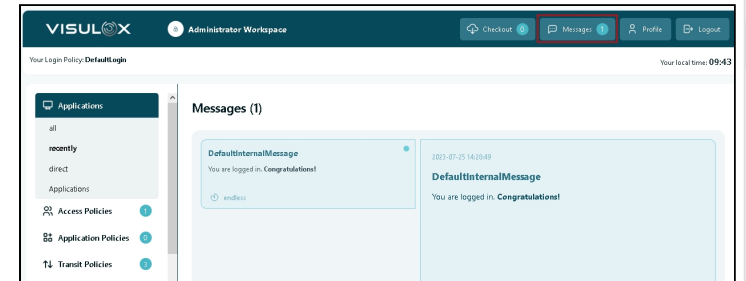 VISULOX
Administrator Workspace
Checkout 0
Messages 1
Profile
Logout
Your Login Policy: DefaultLogin
Your local time: 09:43
Applications
all
recently
direct
Applications
Access Policies 1
Application Policies 0
Transit Policies 3
Messages (1)
DefaultInternalMessage
You are logged in. Congratulations!
endless
2023-07-25 14:28:49
DefaultInternalMessage
You are logged in. Congratulations!